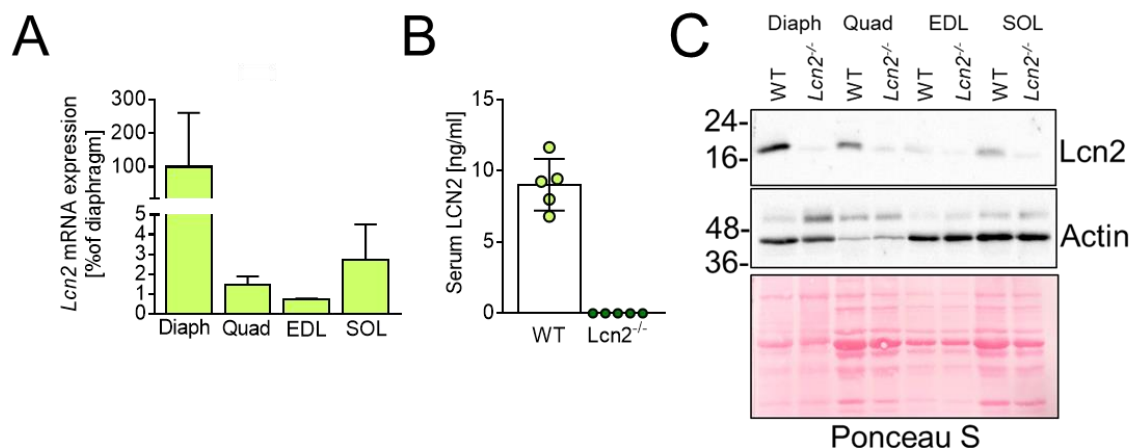 A
Lcn2 mRNA expression
[%of diaphragm]
300
200
100
5
4
3
2
1
0
Diaph Quad EDL SOL
B
Serum LCN2 [ng/ml]
15
10
5
0
WT Lcn2-/-
C
Diaph Quad EDL SOL
WT Lcn2-/- WT Lcn2-/- WT Lcn2-/- WT Lcn2-/-
24-
16-
Lcn2
48-
36-
Actin
Ponceau S